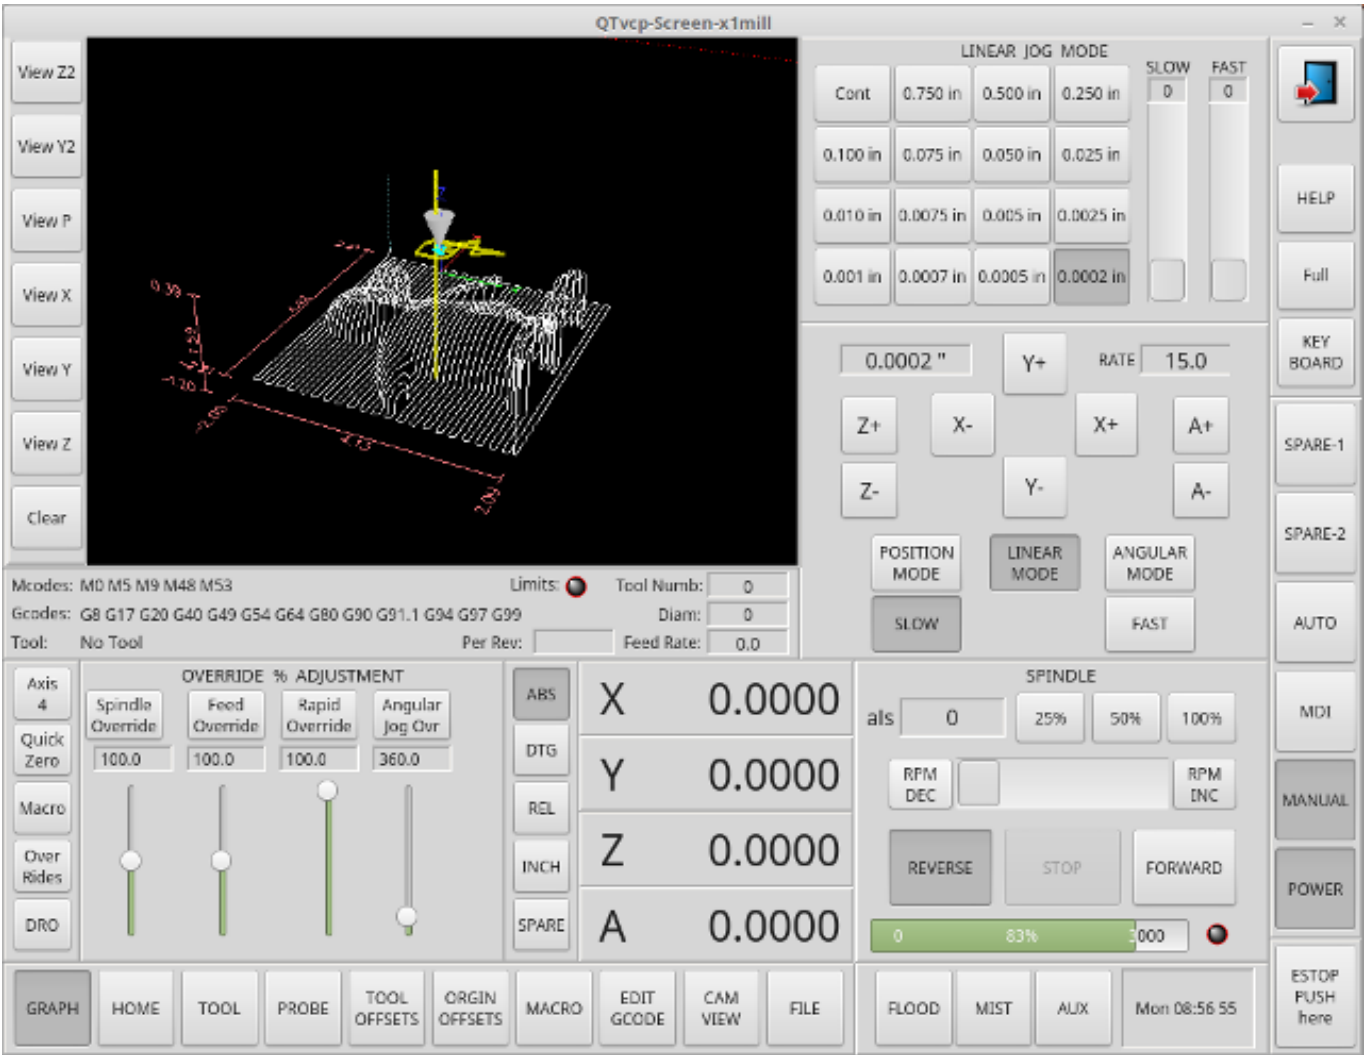 QTvcp-Screen-x1mill
View Z2
View Y2
View P
View X
View Y
View Z
Clear
0.39
-1.20
4.13
2.09
LINEAR JOG MODE
SLOW FAST
0 0
Cont 0.750 in 0.500 in 0.250 in
0.100 in 0.075 in 0.050 in 0.025 in
0.010 in 0.0075 in 0.005 in 0.0025 in
0.001 in 0.0007 in 0.0005 in 0.0002 in
0.0002 " Y+ RATE 15.0
Z+ X- X+ A+
Z- Y- A-
POSITION MODE
LINEAR MODE
ANGULAR MODE
SLOW FAST
HELP
Full
KEY
BOARD
SPARE-1
SPARE-2
AUTO
MDI
MANUAL
POWER
ESTOP
PUSH
here
Mcodes: M0 M5 M9 M48 M53 Limits: Tool Numb: 0
Gcodes: G8 G17 G20 G40 G49 G54 G64 G80 G90 G91.1 G94 G97 G99 Diam: 0
Tool: No Tool Per Rev: Feed Rate: 0.0
Axis
4
Quick
Zero
Macro
Over
Rides
DRO
OVERRIDE % ADJUSTMENT
Spindle Override
Feed Override
Rapid Override
Angular Jog Ovr
100.0 100.0 100.0 360.0
ABS
DTG
REL
INCH
SPARE
X 0.0000
Y 0.0000
Z 0.0000
A 0.0000
SPINDLE
als 0 25% 50% 100%
RPM DEC
RPM INC
REVERSE STOP FORWARD
0 83% 3000
GRAPH HOME TOOL PROBE
TOOL OFFSETS
ORGIN OFFSETS
MACRO
EDIT GCODE
CAM VIEW
FILE
FLOOD MIST AUX Mon 08:56 55